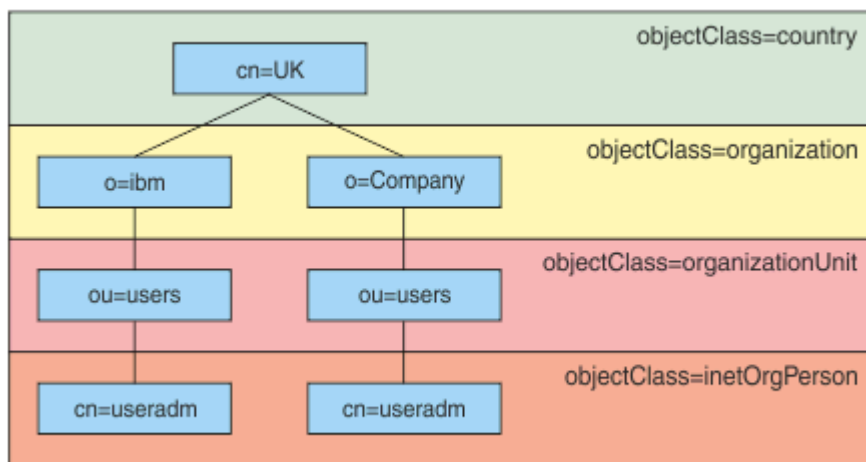 objectClass=country
cn=UK
objectClass=organization
o=ibm
o=Company
objectClass=organizationUnit
ou=users
ou=users
objectClass=inetOrgPerson
cn=useradm
cn=useradm